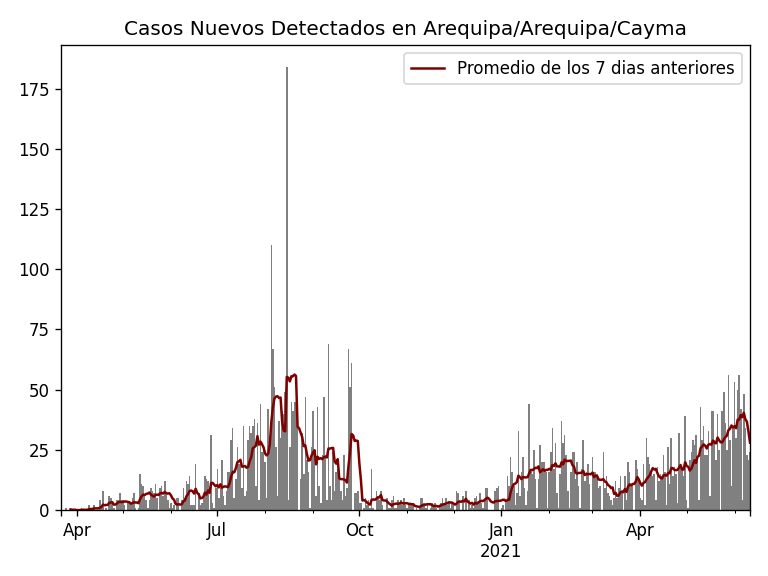 Casos Nuevos Detectados en Arequipa/Arequipa/Cayma
Promedio de los 7 dias anteriores
175
150
125
100
75
50
25
0
Apr
Jul
Oct
Jan
2021
Apr